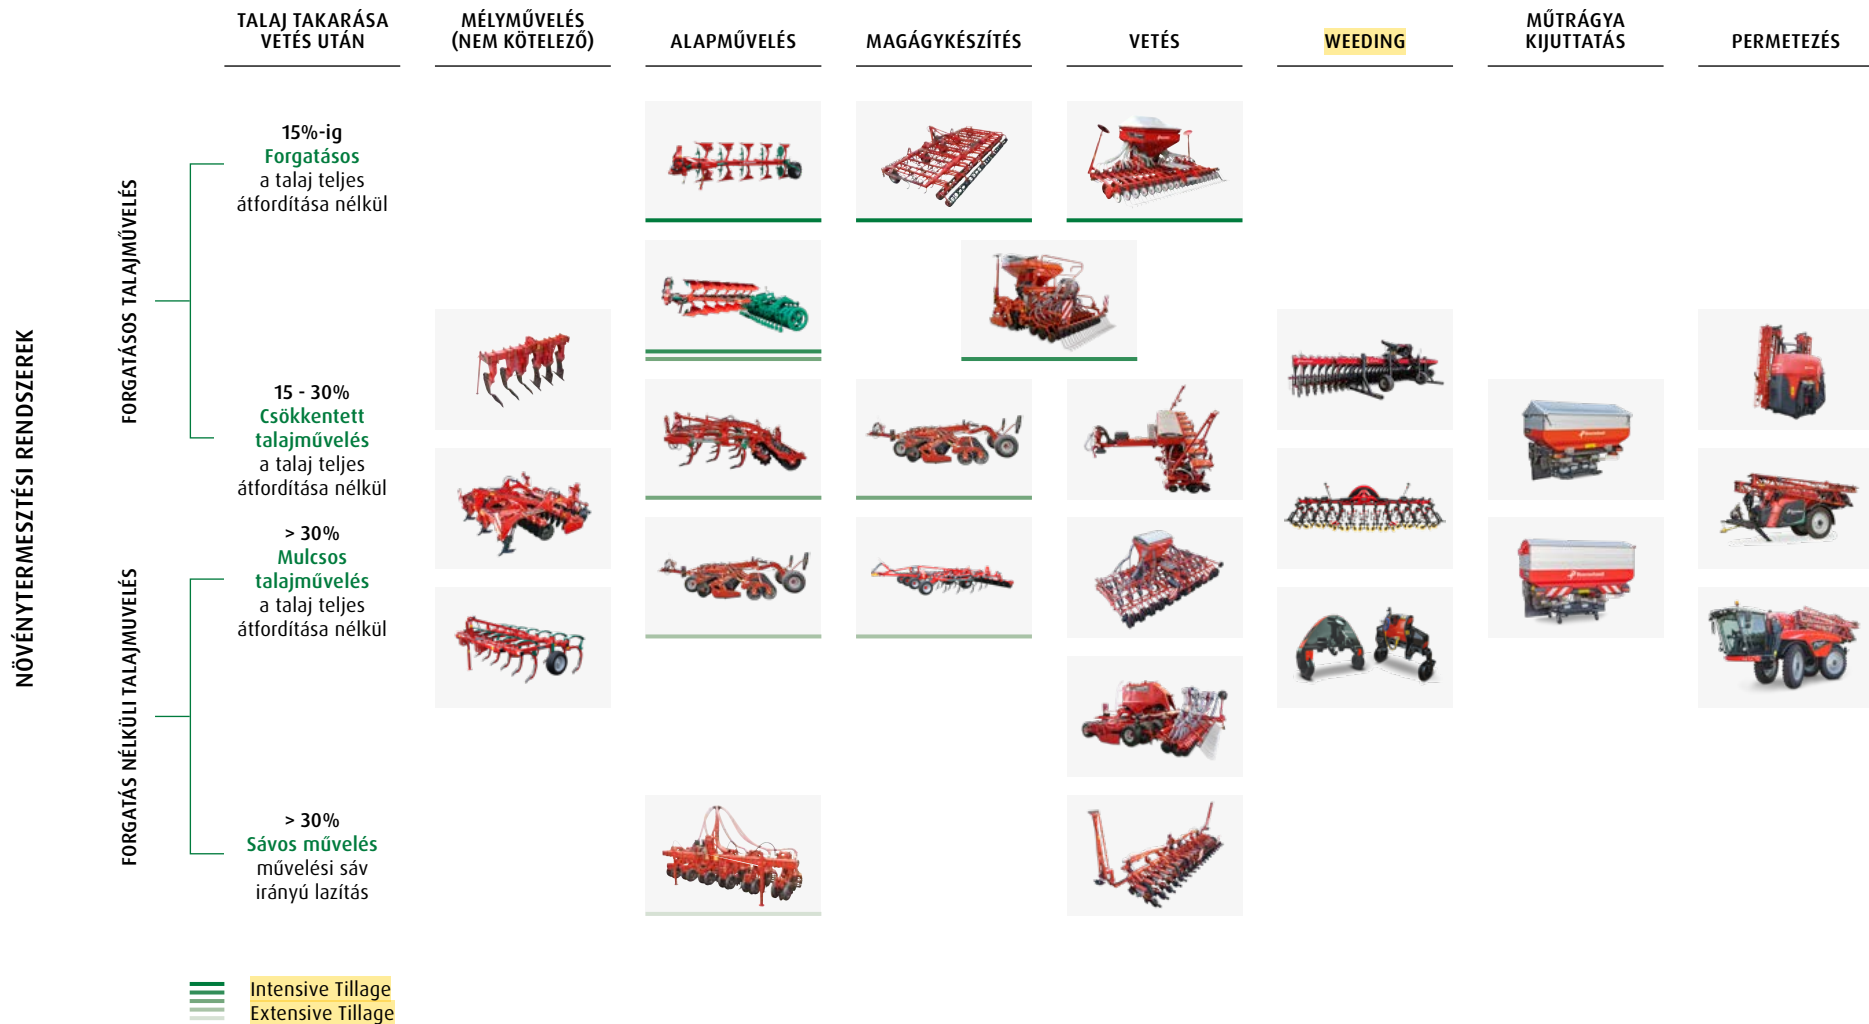 TALAJ TAKARÁSA
VETÉS UTÁN
MÉLYMŰVELÉS
(NEM KÖTELEZŐ)
ALAPMŰVELÉS
MAGÁGYKÉSZÍTÉS
VETÉS
WEEDING
MŰTRÁGYA
KIJUTTATÁS
PERMETEZÉS
NÖVÉNYTERMESZTÉSI RENDSZEREK
FORGATÁSOS TALAJMŰVELÉS
15%-ig
Forgatásos
a talaj teljes
átfordítása nélkül
15 - 30%
Csökkentett
talajművelés
a talaj teljes
átfordítása nélkül
FORGATÁS NÉLKÜLI TALAJMUVELÉS
> 30%
Mulcsos
talajművelés
a talaj teljes
átfordítása nélkül
> 30%
Sávos művelés
művelési sáv
irányú lazítás
Intensive Tillage
Extensive Tillage